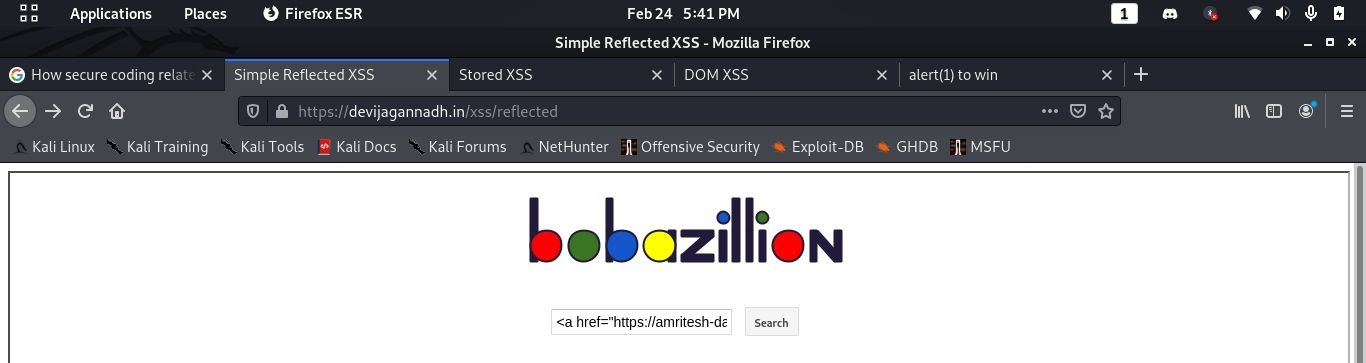 Applications Places Firefox ESR Feb 24 5:41 PM 1
Simple Reflected XSS - Mozilla Firefox
How secure coding relate Simple Reflected XSS Stored XSS DOM XSS alert(1) to win
https://devijagannadh.in/xss/reflected
Kali Linux Kali Training Kali Tools Kali Docs Kali Forums NetHunter Offensive Security Exploit-DB GHDB MSFU
bobazillion
<a href="https://amritesh-da Search